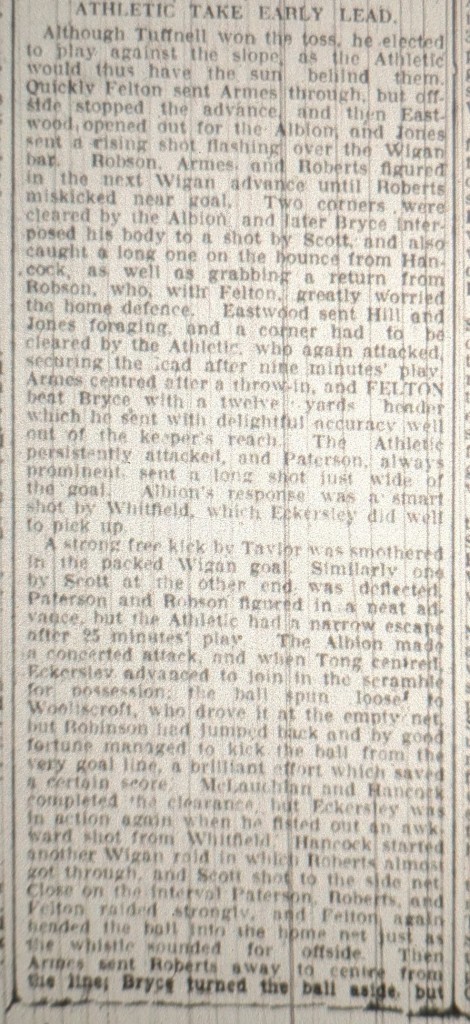 ATHLETIC TAKE EARLY LEAD.
Although Tuffnell won the toss, he elected
to play against the slope, as the Athletic
would thus have the sun behind them.
Quickly Felton sent Armes through, but off-
side stopped the advance, and then East-
wood opened out for the Albion, and Jones
sent a rising shot flashing over the Wigan
bar. Robson, Armes, and Roberts figured
in the next Wigan advance until Roberts
miskicked near goal. Two corners were
cleared by the Albion, and later Bryce inter-
posed his body to a shot by Scott, and also
caught a long one on the bounce from Han-
cock, as well as grabbing a return from
Robson, who, with Felton, greatly worried
the home defence. Eastwood sent Hill and
Jones foraging, and a corner had to be
cleared by the Athletic, who again attacked,
securing the lead after nine minutes' play.
Armes centred after a throw-in, and FELTON
beat Bryce with a twelve yards header
which he sent with delightful accuracy well
out of the keeper's reach. The Athletic
persistently attacked, and Paterson, always
prominent, sent a long shot just wide of
the goal. Albion's response was a smart
shot by Whitfield, which Eckersley did well
to pick up.
A strong free kick by Taylor was smothered
in the packed Wigan goal. Similarly one
by Scott at the other end was deflected.
Paterson and Robson figured in a neat ad-
vance, but the Athletic had a narrow escape
after 25 minutes' play. The Albion made
a concerted attack, and when Tong centred,
Eckersley advanced to join in the scramble
for possession; the ball spun loose to
Woolliscroft, who drove it at the empty net,
but Robinson had jumped back and by good
fortune managed to kick the ball from the
very goal line, a brilliant effort which saved
a certain score. McLauchlan and Hancock
completed the clearance, but Eckersley was
in action again when he fisted out an awk-
ward shot from Whitfield. Hancock started
another Wigan raid in which Roberts almost
got through, and Scott shot to the side net.
Close on the interval Paterson, Roberts, and
Felton raided strongly, and Felton again
headed the ball into the home net just as
the whistle sounded for offside. Then
Armes sent Roberts away to centre from
the line; Bryce turned the ball aside, but